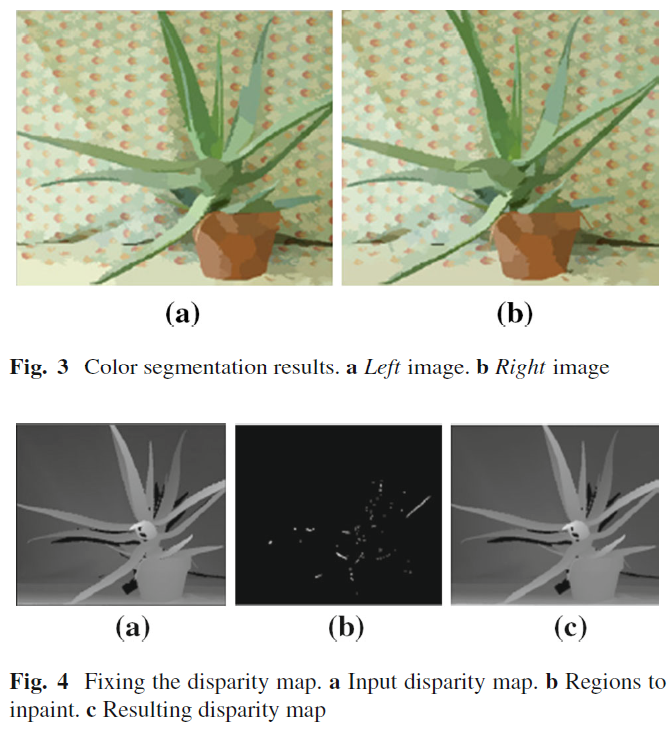 (a)
(b)
Fig. 3 Color segmentation results. a Left image. b Right image
(a)
(b)
(c)
Fig. 4 Fixing the disparity map. a Input disparity map. b Regions to
inpaint. c Resulting disparity map